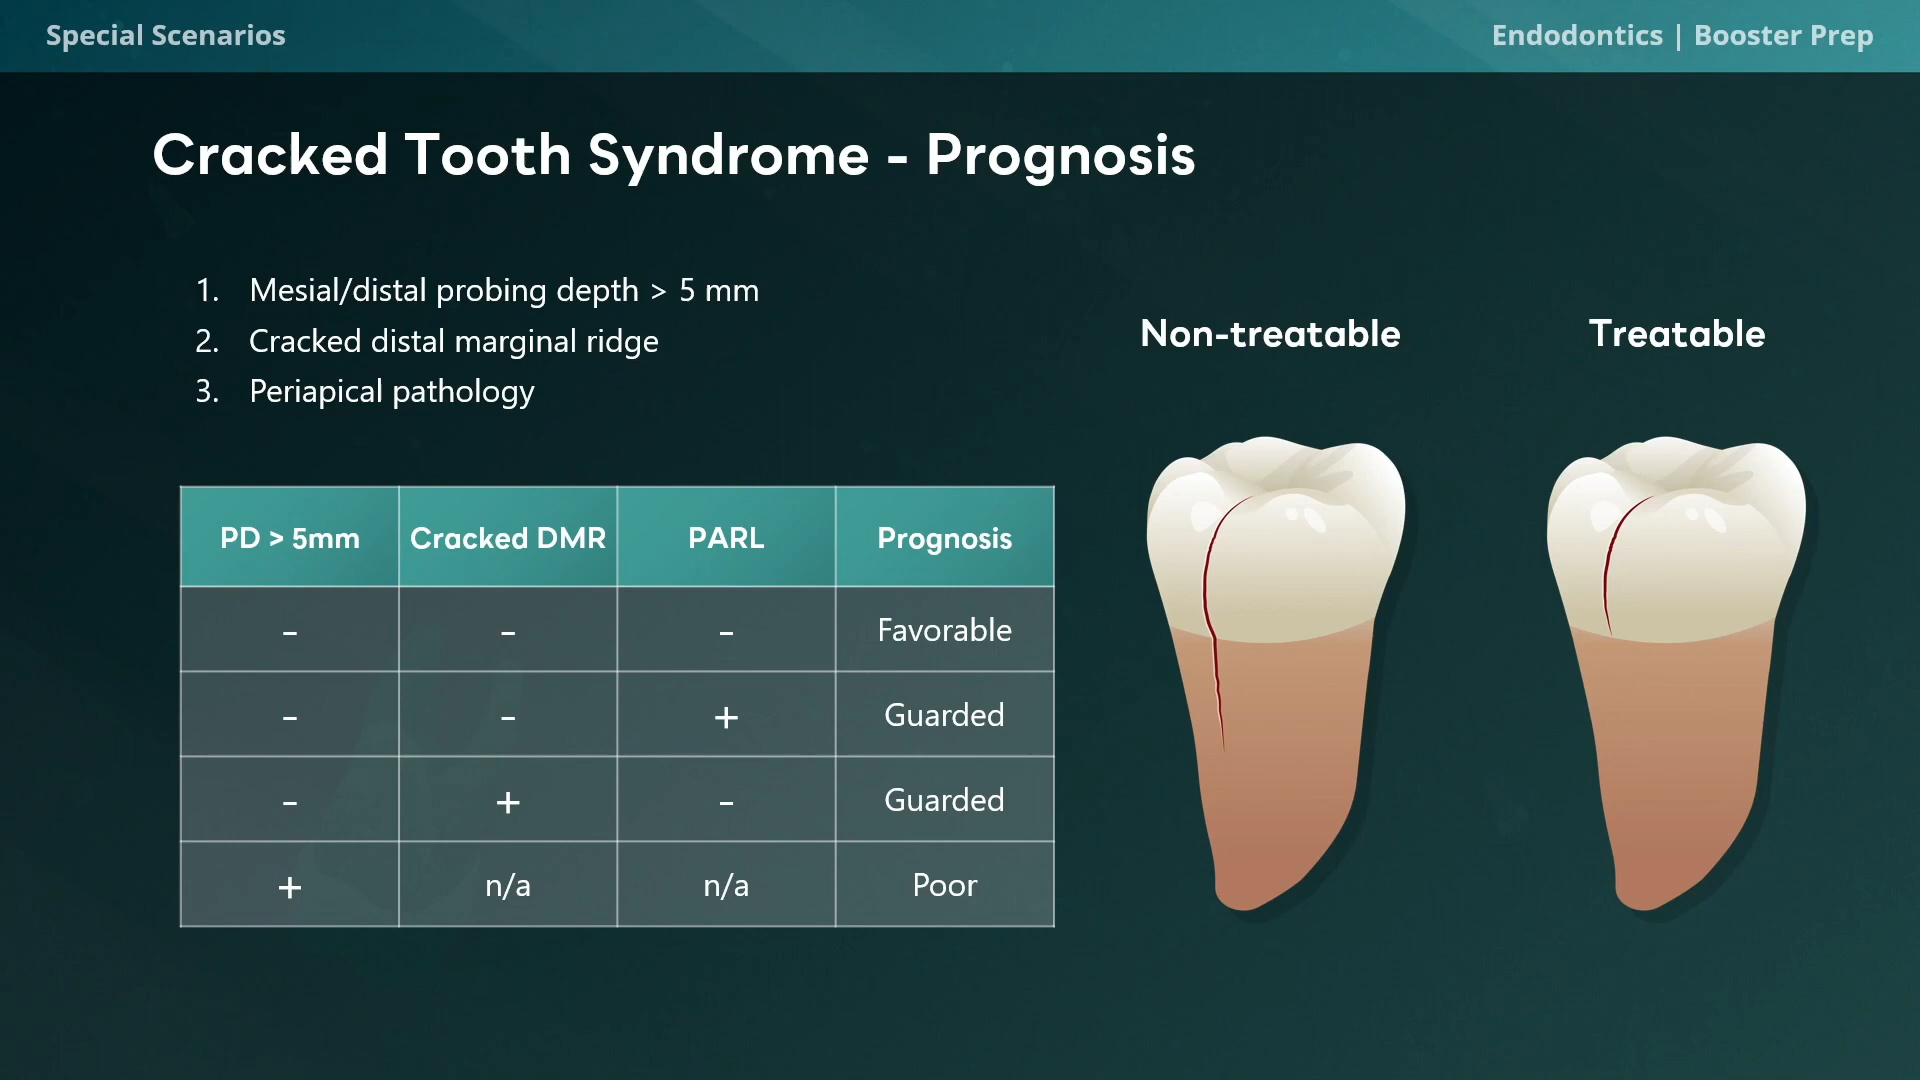 Special Scenarios
Endodontics | Booster Prep
Cracked Tooth Syndrome - Prognosis
1. Mesial/distal probing depth > 5 mm
2. Cracked distal marginal ridge
3. Periapical pathology
Non-treatable
Treatable
PD > 5mm Cracked DMR PARL Prognosis
- - - Favorable
- - + Guarded
- + - Guarded
+ n/a n/a Poor